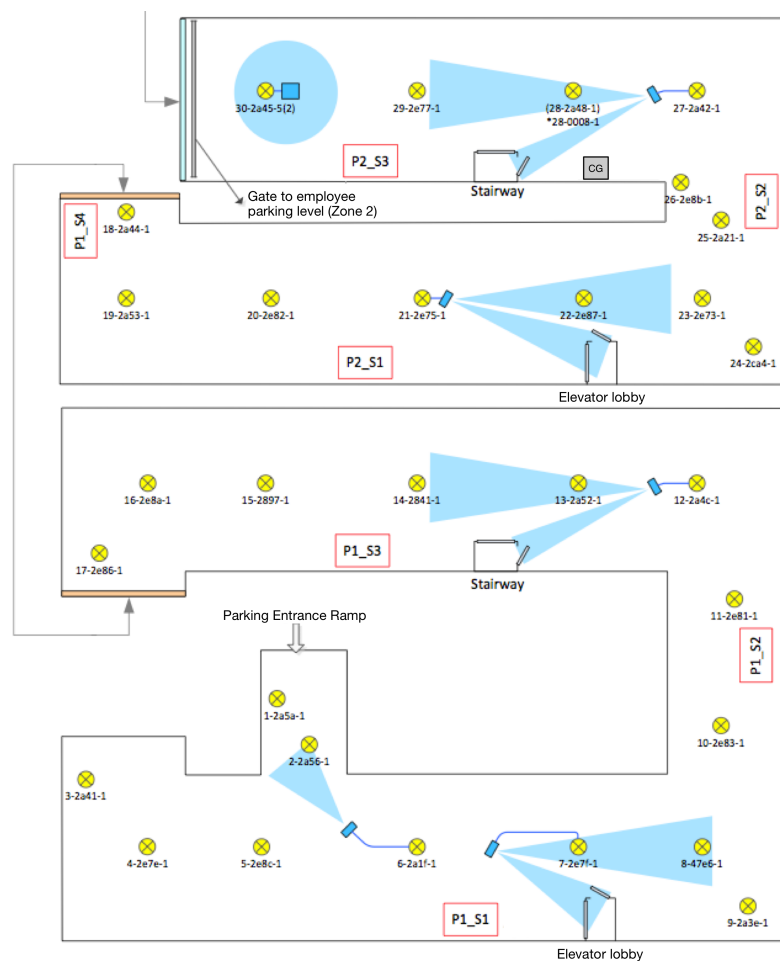 30-2a45-5(2)
29-2e77-1
(28-2a48-1)
*28-0008-1
27-2a42-1
P2_S3
CG
Stairway
Gate to employee
parking level (Zone 2)
26-2e8b-1
P2_S2
25-2a21-1
P1_S4
18-2a44-1
19-2a53-1
20-2e82-1
21-2e75-1
22-2e87-1
23-2e73-1
24-2ca4-1
P2_S1
Elevator lobby
16-2e8a-1
15-2897-1
14-2841-1
13-2a52-1
12-2a4c-1
17-2e86-1
P1_S3
Stairway
11-2e81-1
P1_S2
Parking Entrance Ramp
1-2a5a-1
10-2e83-1
2-2a56-1
3-2a41-1
4-2e7e-1
5-2e8c-1
6-2a1f-1
7-2e7f-1
8-47e6-1
9-2a3e-1
P1_S1
Elevator lobby